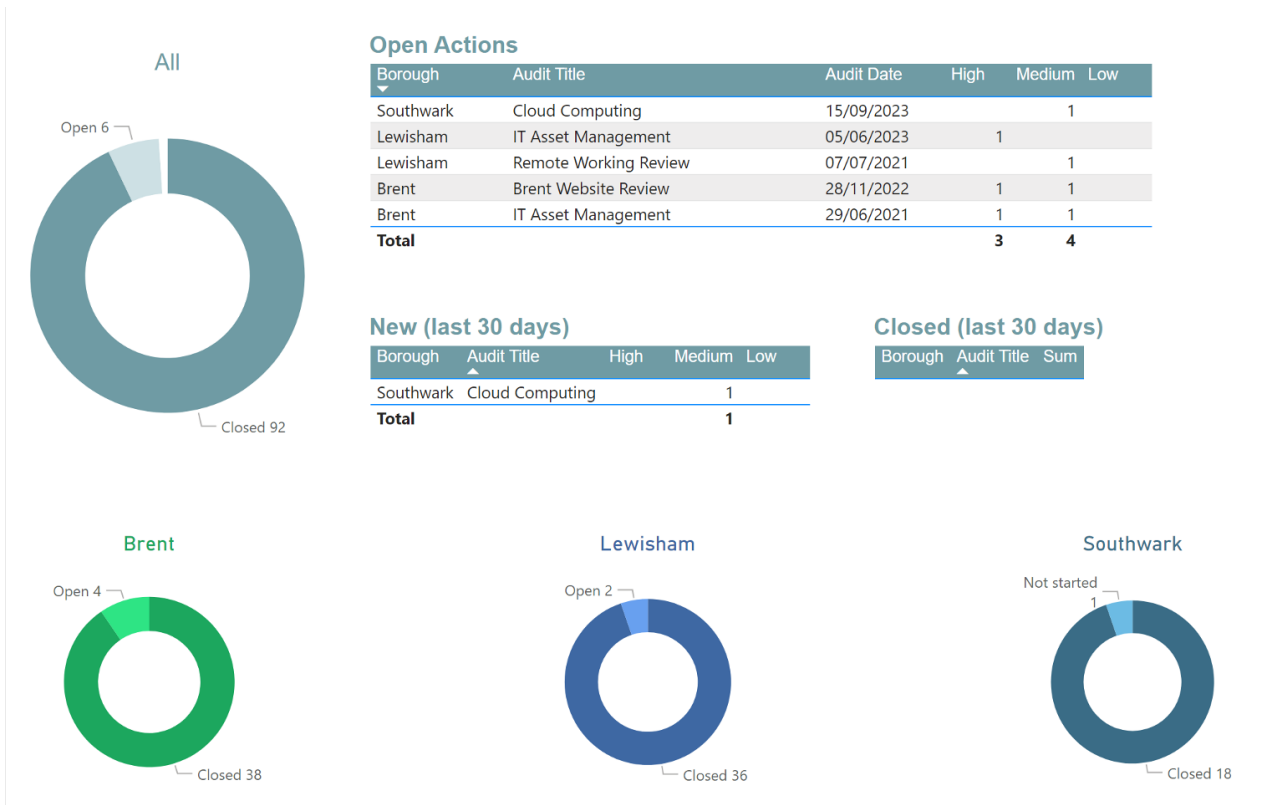 All
Open 6
Closed 92
Open Actions
Borough Audit Title Audit Date High Medium Low
Southwark Cloud Computing 15/09/2023 1
Lewisham IT Asset Management 05/06/2023 1
Lewisham Remote Working Review 07/07/2021 1
Brent Brent Website Review 28/11/2022 1 1
Brent IT Asset Management 29/06/2021 1 1
Total 3 4
New (last 30 days)
Borough Audit Title High Medium Low
Southwark Cloud Computing 1
Total 1
Closed (last 30 days)
Borough Audit Title Sum
Brent
Open 4
Closed 38
Lewisham
Open 2
Closed 36
Southwark
Not started
1
Closed 18